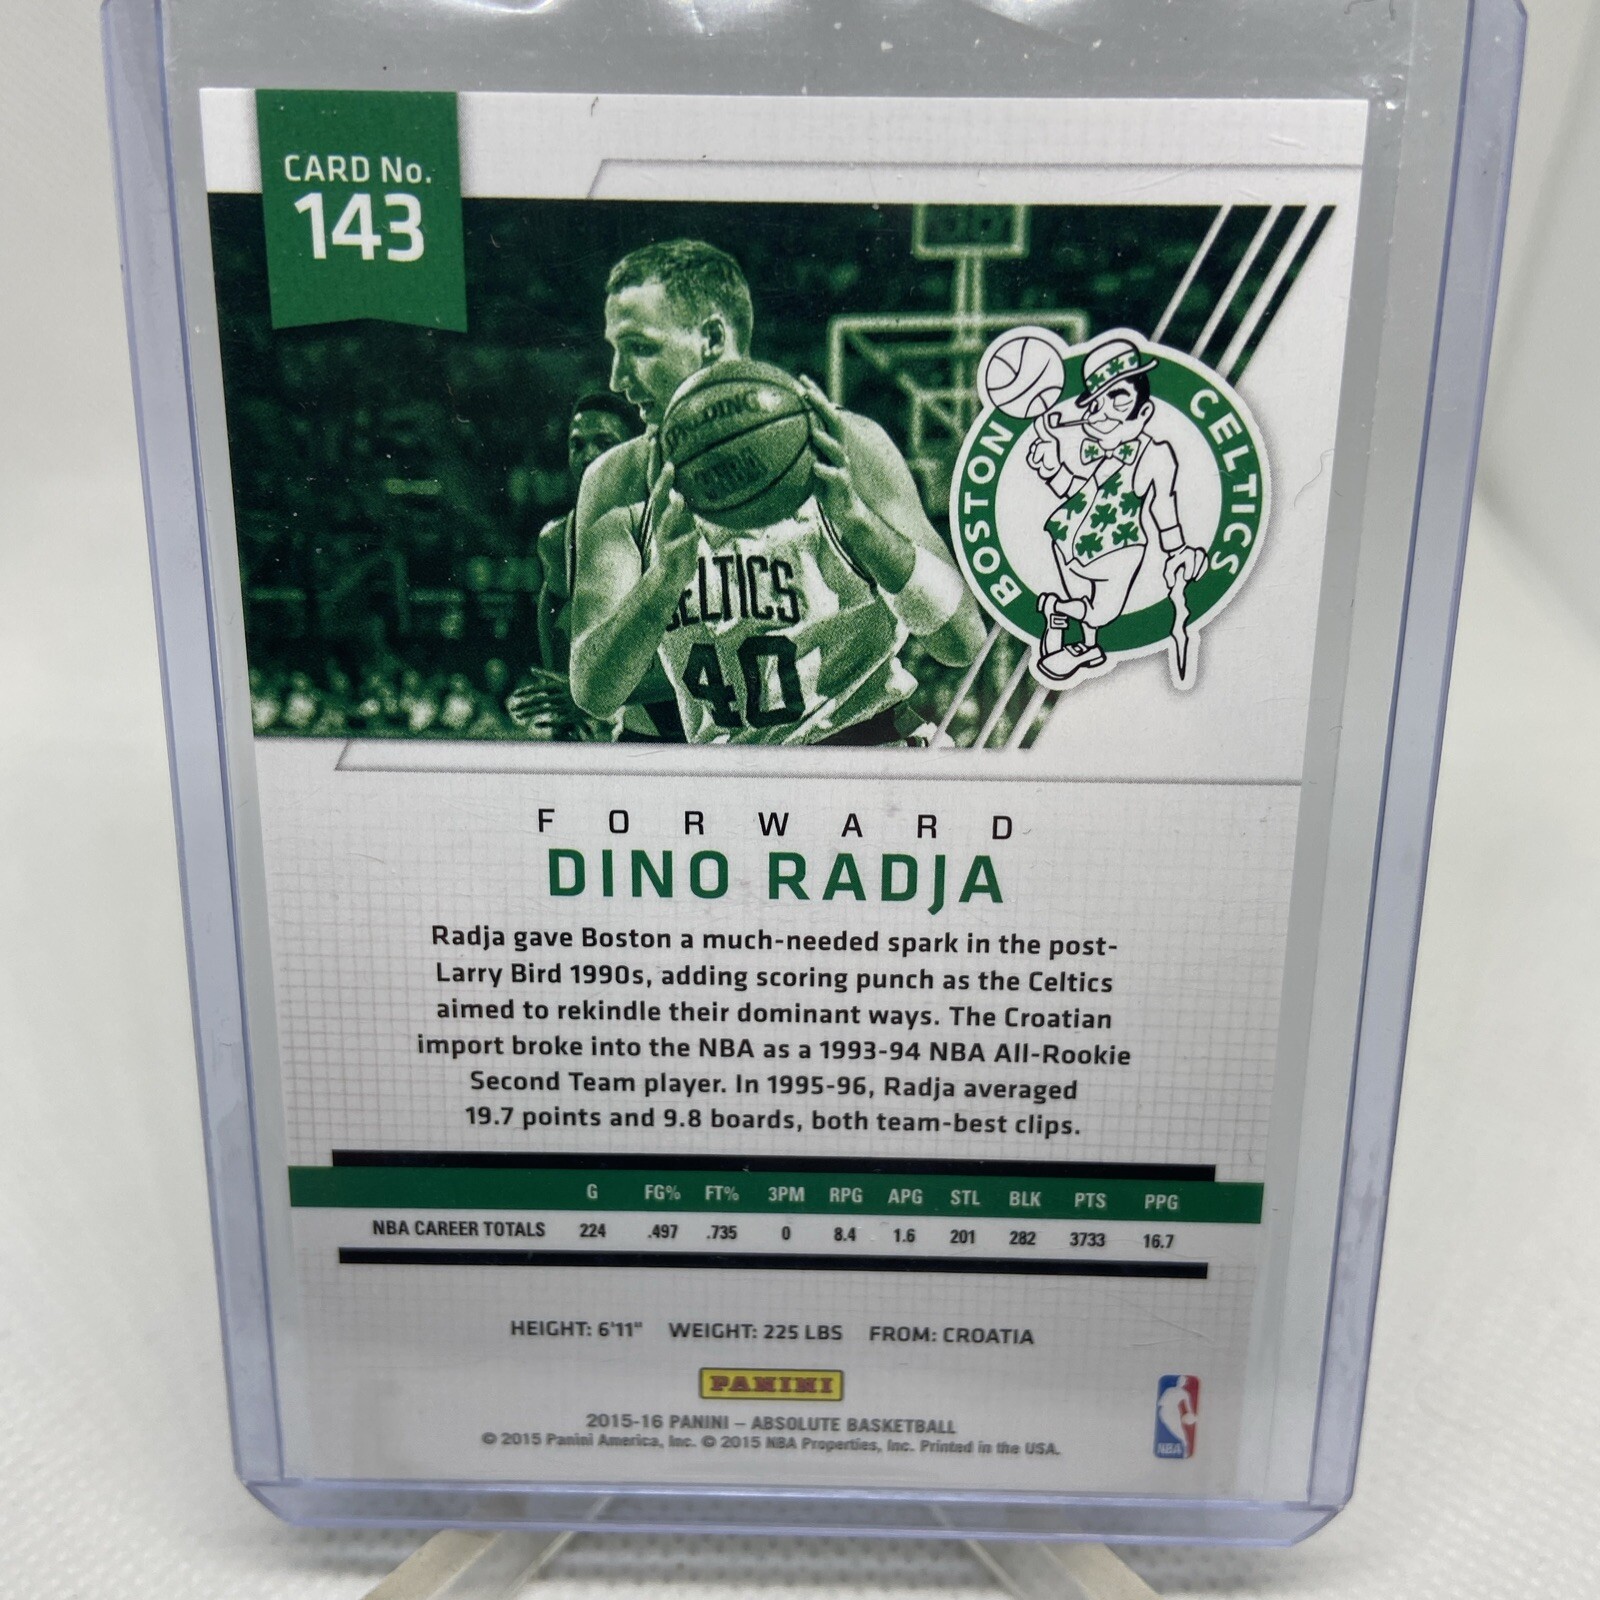 CARD No.
143
SPALDING
CELTICS
40
BOSTON CELTICS
FORWARD
DINO RADJA
Radja gave Boston a much-needed spark in the post-
Larry Bird 1990s, adding scoring punch as the Celtics
aimed to rekindle their dominant ways. The Croatian
import broke into the NBA as a 1993-94 NBA All-Rookie
Second Team player. In 1995-96, Radja averaged
19.7 points and 9.8 boards, both team-best clips.
G FG% FT% 3PM RPG APG STL BLK PTS PPG
NBA CAREER TOTALS 224 .497 .735 0 8.4 1.6 201 282 3733 16.7
HEIGHT: 6'11" WEIGHT: 225 LBS FROM: CROATIA
PANINI
2015-16 PANINI – ABSOLUTE BASKETBALL
© 2015 Panini America, Inc. © 2015 NBA Properties, Inc. Printed in the USA.
NBA